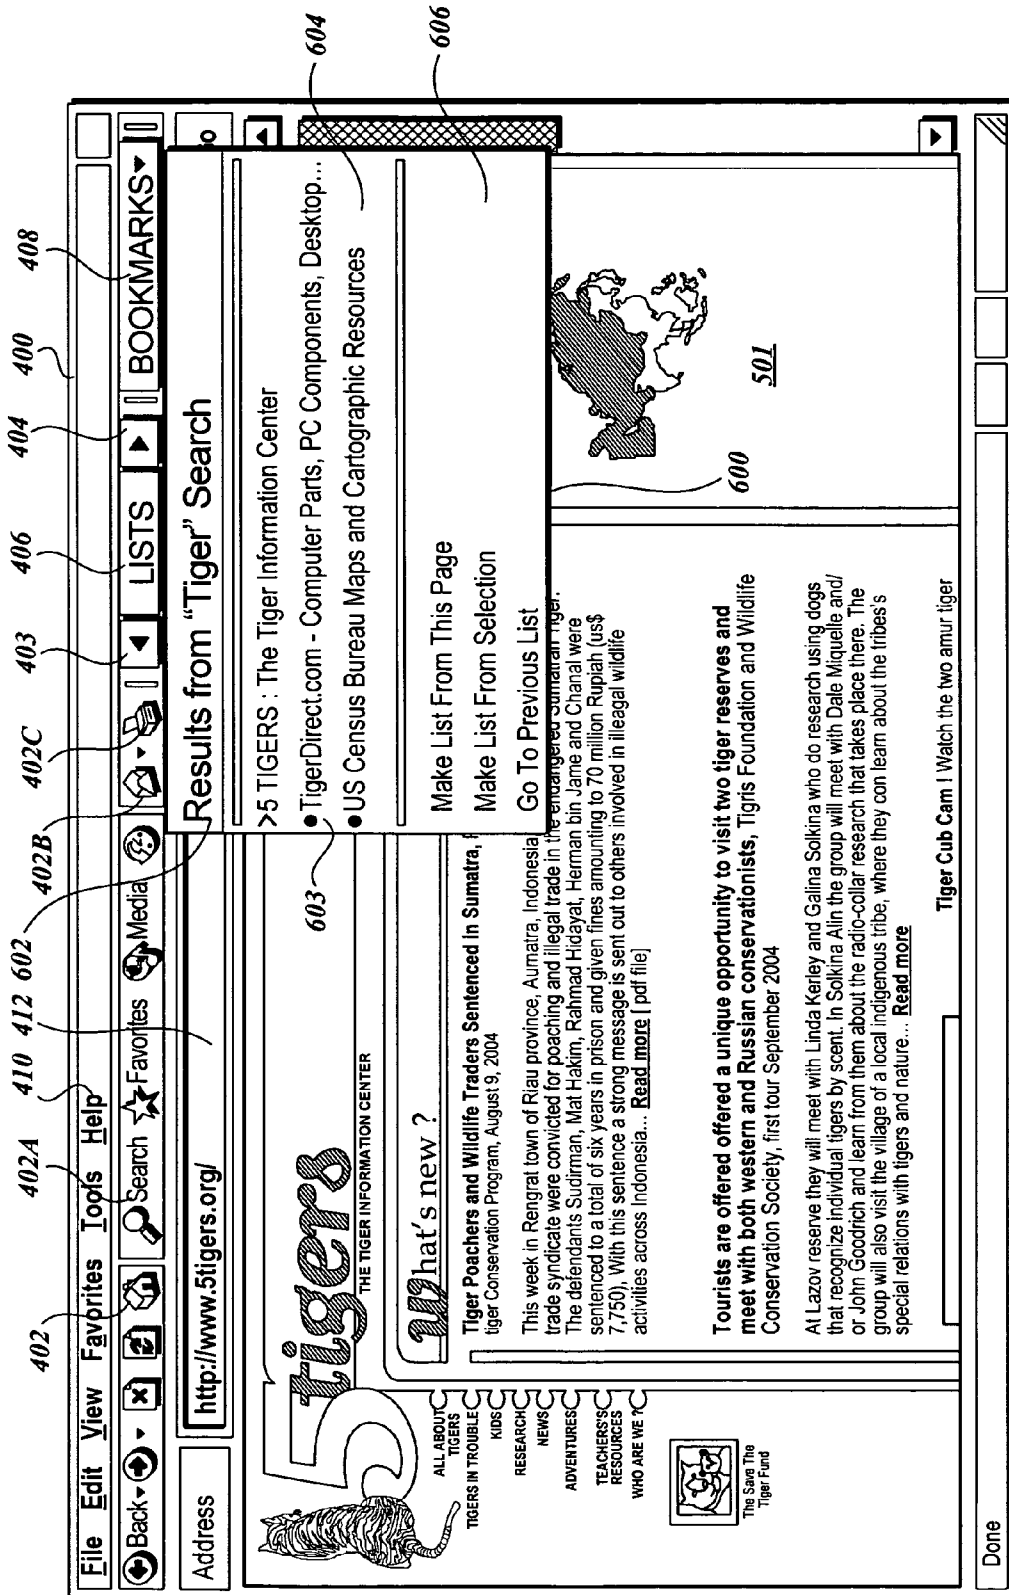 402 402A 410 412 602 402B 402C 403 406 404 400 408
File Edit View Favorites Tools Help
Back Search Favorites Media LISTS BOOKMARKS
Address http://www.5tigers.org/
Results from “Tiger” Search
>5 TIGERS : The Tiger Information Center
● TigerDirect.com - Computer Parts, PC Components, Desktop...
● US Census Bureau Maps and Cartographic Resources
Make List From This Page
Make List From Selection
Go To Previous List
603
604
606
600
501
5tigers
THE TIGER INFORMATION CENTER
ALL ABOUT
TIGERS
TIGERS IN TROUBLE
KIDS
RESEARCH
NEWS
ADVENTURES
TEACHERS'S
RESOURCES
WHO ARE WE ?
The Save The
Tiger Fund
What's new ?
Tiger Poachers and Wildlife Traders Sentenced in Sumatra,
tiger Conservation Program, August 9, 2004
This week in Rengrat town of Riau province, Aumatra, Indonesia
trade syndicate were convicted for poaching and illegal trade in the endangered Sumatran Tiger.
The defendants Sudirman, Mat Hakim, Rahmad Hidayat, Herman bin Jame and Chanal were
sentenced to a total of six years in prison and given fines amounting to 70 million Rupiah (us$
7,750), With this sentence a strong message is sent out to others involved in illeagal wildlife
activities across Indonesia... Read more [ pdf file]
Tourists are offered a unique opportunity to visit two tiger reserves and
meet with both western and Russian conservationists, Tigris Foundation and Wildlife
Conservation Society, first tour September 2004
At Lazov reserve they will meet with Linda Kerley and Galina Solkina who do research using dogs
that recognize individual tigers by scent. In Solkina Alin the group will meet with Dale Miquelle and/
or John Goodrich and learn from them about the radio-collar research that takes place there. The
group will also visit the village of a local indigenous tribe, where they con learn about the tribes's
special relations with tigers and nature... Read more
Tiger Cub Cam ! Watch the two amur tiger
Done